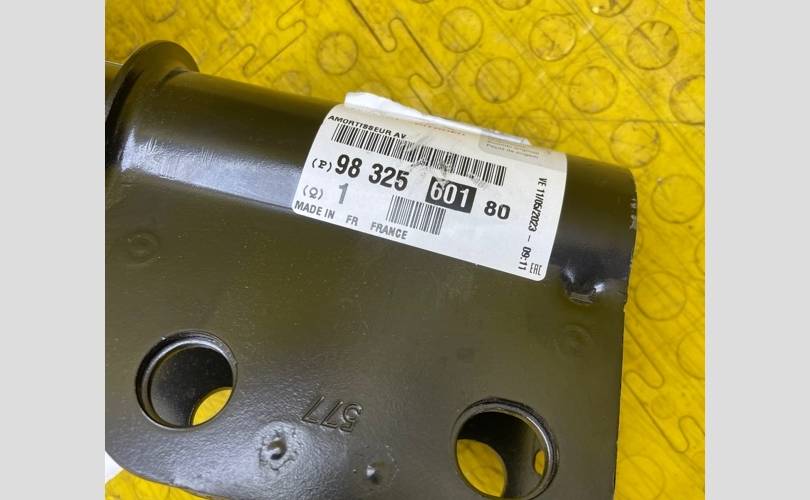 AMORTISSEUR AV
(P) 98 325 601 80
(Q) 1
MADE IN FR FRANCE
VE 11/05/2023 - 09:11
EAC
577